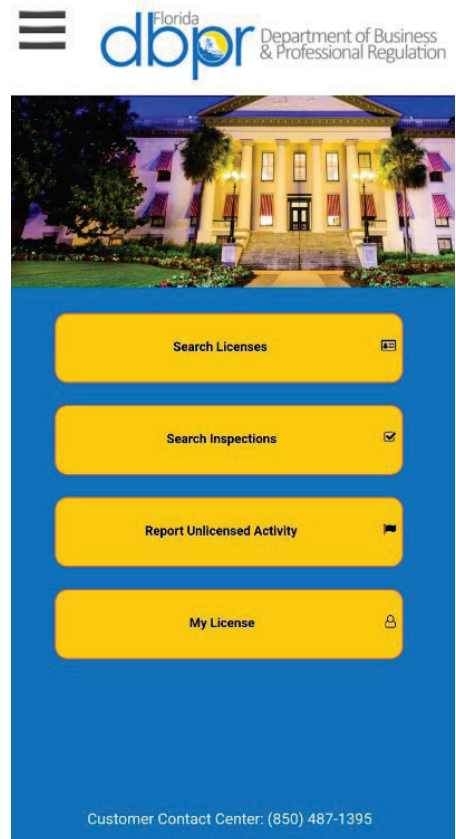 Florida
dbpr
Department of Business
& Professional Regulation
Search Licenses
Search Inspections
Report Unlicensed Activity
My License
Customer Contact Center: (850) 487-1395